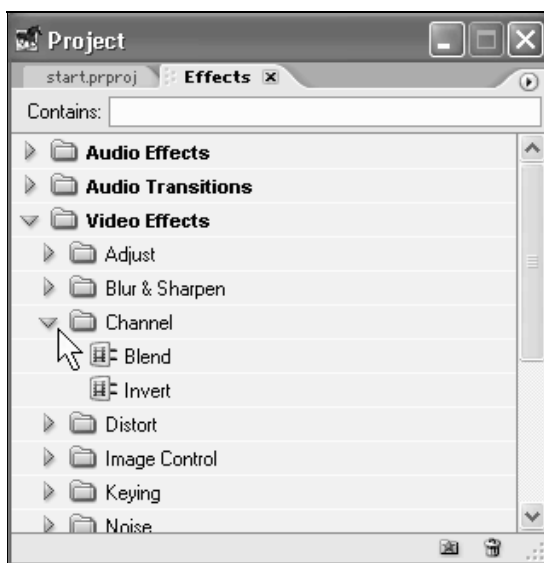 Project
start.prproj Effects
Contains:
Audio Effects
Audio Transitions
Video Effects
Adjust
Blur & Sharpen
Channel
Blend
Invert
Distort
Image Control
Keying
Noise